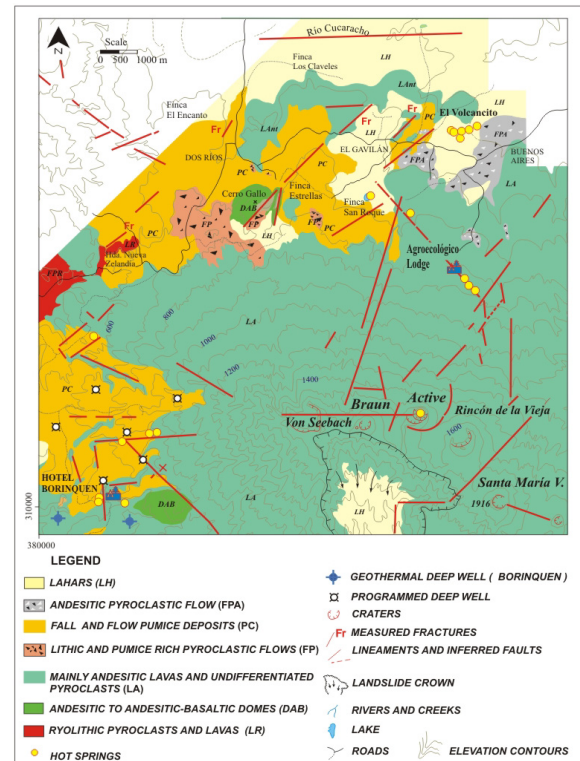 Río Cucaracho
Scale
0 500 1000 m
Finca
Los Claveles
LH
LAnt
Finca
El Encanto
Fr
Fr
LH
Fr
PC
LH
El Volcancito
FPA
LAnt
DOS RÍOS
EL GAVILÁN
FPA
BUENOS
AIRES
PC
PC
LA
Cerro Gallo
DAB
Finca
Estrellas
Finca
San Roque
Fr
LH
PC
FP
FP
FP
PC
LH
Hda. Nueva
Zelandia
Agroecológico
Lodge
FPR
600
800
LA
1000
1200
1400
PC
Braun
Active
Von Seebach
Rincón de la Vieja
1600
HOTEL
BORINQUEN
Santa María V.
1916
310000
DAB
LA
LH
380000
LEGEND
LAHARS (LH)
ANDESITIC PYROCLASTIC FLOW (FPA)
FALL AND FLOW PUMICE DEPOSITS (PC)
LITHIC AND PUMICE RICH PYROCLASTIC FLOWS (FP)
MAINLY ANDESITIC LAVAS AND UNDIFFERENTIATED
PYROCLASTS (LA)
ANDESITIC TO ANDESITIC-BASALTIC DOMES (DAB)
RYOLITHIC PYROCLASTS AND LAVAS (LR)
HOT SPRINGS
GEOTHERMAL DEEP WELL ( BORINQUEN)
PROGRAMMED DEEP WELL
CRATERS
Fr MEASURED FRACTURES
LINEAMENTS AND INFERRED FAULTS
LANDSLIDE CROWN
RIVERS AND CREEKS
LAKE
ROADS
ELEVATION CONTOURS